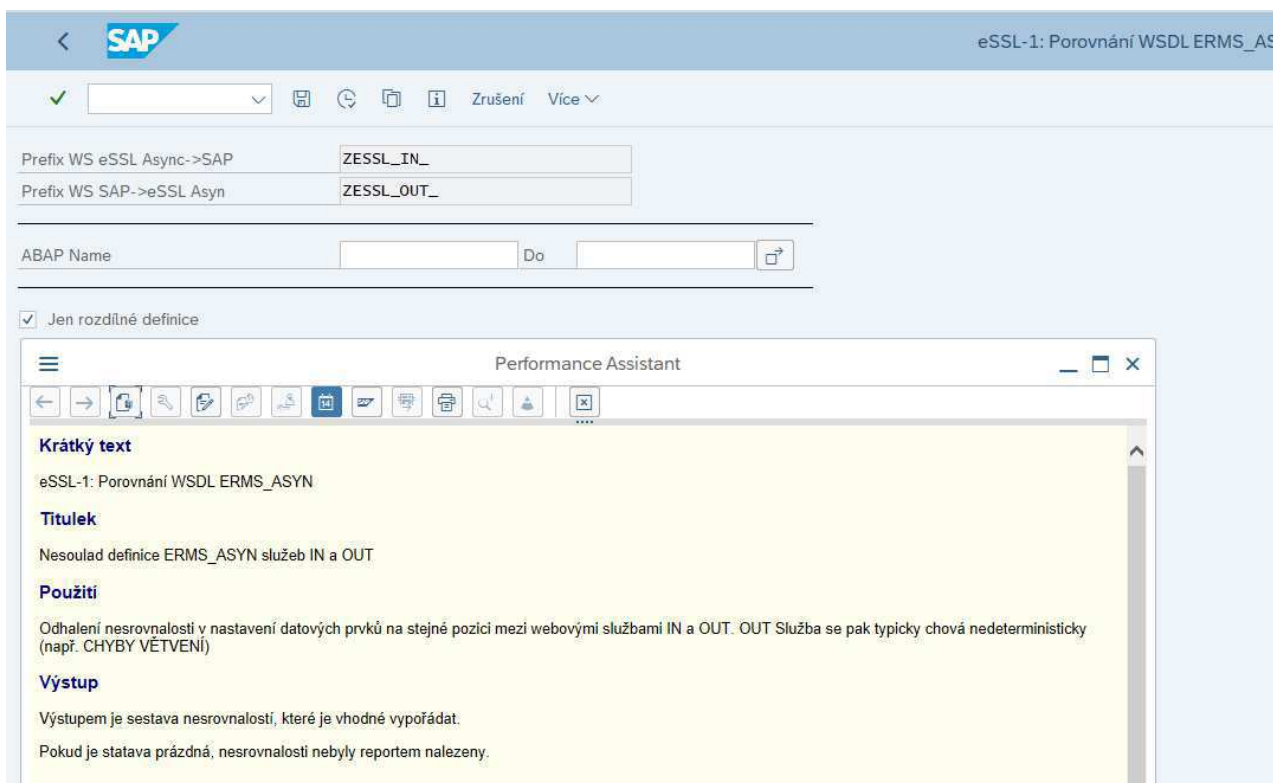 SAP
eSSL-1: Porovnání WSDL ERMS_AS
Zrušení Více
Prefix WS eSSL Async->SAP ZESSL_IN_
Prefix WS SAP->eSSL Asyn ZESSL_OUT_
ABAP Name Do
Jen rozdílné definice
Performance Assistant
14
Krátký text
eSSL-1: Porovnání WSDL ERMS_ASYN
Titulek
Nesoulad definice ERMS_ASYN služeb IN a OUT
Použití
Odhalení nesrovnalosti v nastavení datových prvků na stejné pozici mezi webovými službami IN a OUT. OUT Služba se pak typicky chová nedeterministicky
(např. CHYBY VĚTVENÍ)
Výstup
Výstupem je sestava nesrovnalostí, které je vhodné vypořádat.
Pokud je statava prázdná, nesrovnalosti nebyly reportem nalezeny.